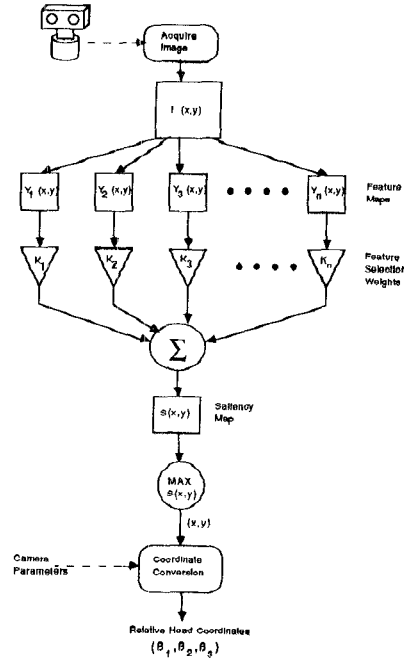 Acquire
Image
I (x,y)
Y1 (x,y) Y2 (x,y) Y3 (x,y) Yn (x,y) Feature
Maps
K1 K2 K3 Kn Feature
Selection
Weights
Σ
S(x,y) Saliency
Map
MAX
S(x,y)
(x,y)
Camera
Parameters
Coordinate
Conversion
Relative Head Coordinates
(θ1,θ2,θ3)